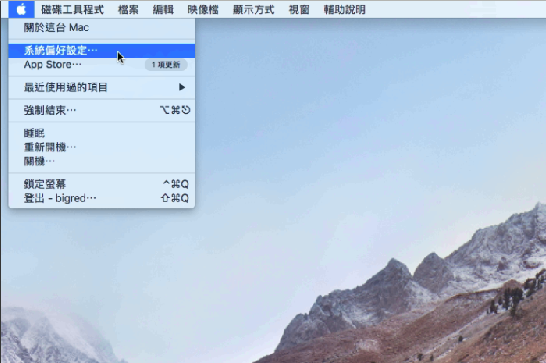 磁碟工具程式 檔案 編輯 映像檔 顯示方式 視窗 輔助說明
關於這台 Mac
系統偏好設定⋯
App Store⋯ 1 項更新
最近使用過的項目 ▶
強制結束⋯ ⌥⌘⎋
睡眠
重新開機⋯
關機⋯
鎖定螢幕 ^⌘Q
登出 - bigred⋯ ⇧⌘Q